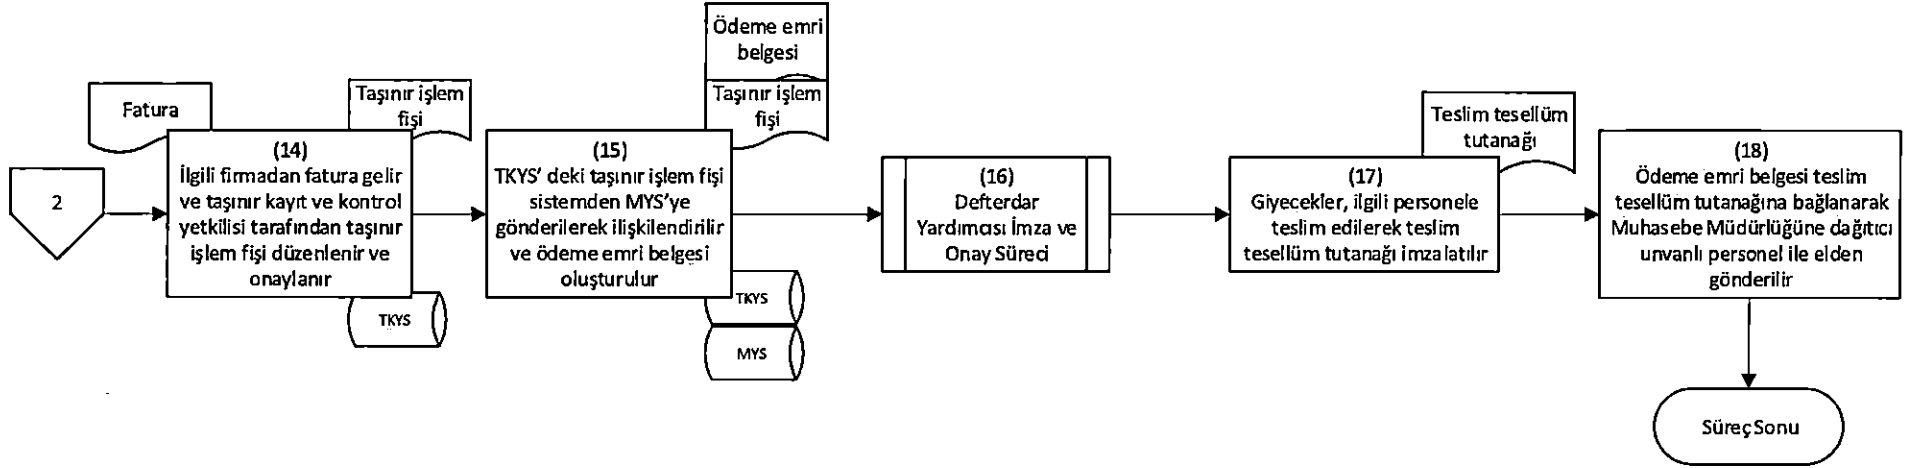 2
Fatura
(14)
İlgili firmadan fatura gelir
ve taşınır kayıt ve kontrol
yetkilisi tarafından taşınır
işlem fişi düzenlenir ve
onaylanır
Taşınır işlem
fişi
TKYS
(15)
TKYS' deki taşınır işlem fişi
sistemden MYS'ye
gönderilerek ilişkilendirilir
ve ödeme emri belgesi
oluşturulur
Ödeme emri
belgesi
Taşınır işlem
fişi
TKYS
MYS
(16)
Defterdar
Yardımcısı İmza ve
Onay Süreci
(17)
Giyecekler, ilgili personele
teslim edilerek teslim
tesellüm tutanağı imzalatılır
Teslim tesellüm
tutanağı
(18)
Ödeme emri belgesi teslim
tesellüm tutanağına bağlanarak
Muhasebe Müdürlüğüne dağıtıcı
unvanlı personel ile elden
gönderilir
Süreç Sonu